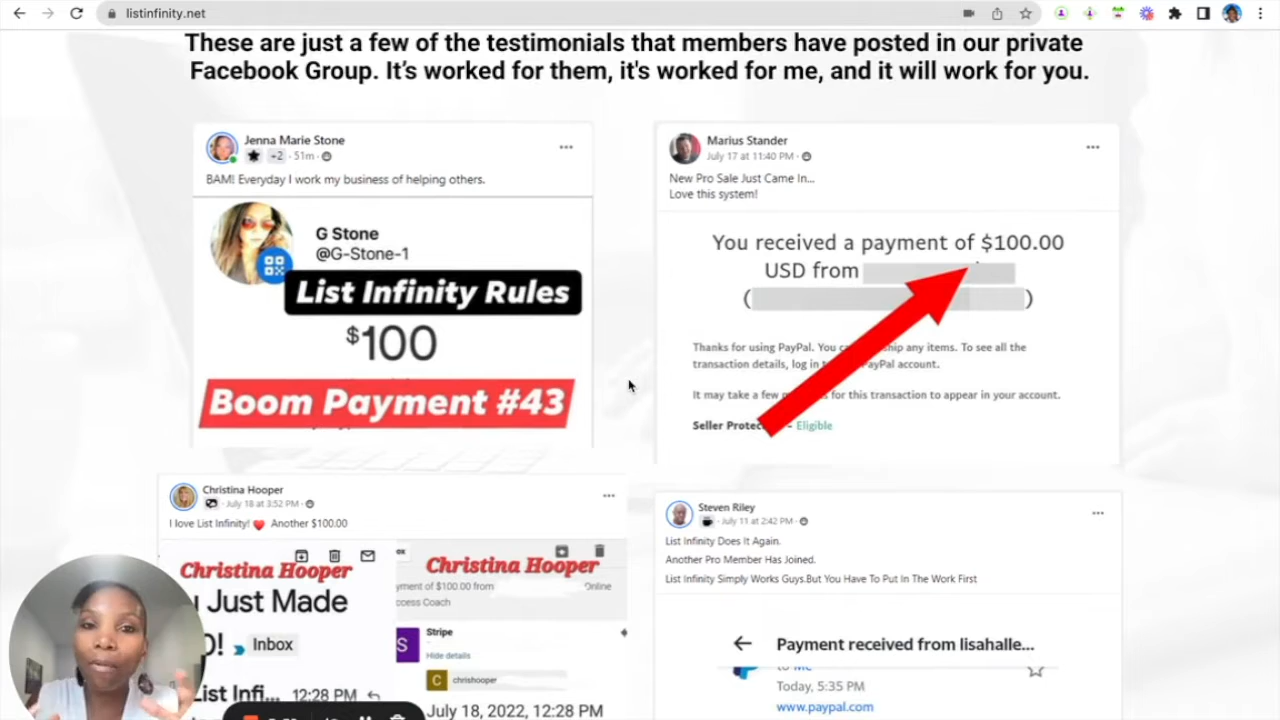 listinfinity.net
These are just a few of the testimonials that members have posted in our private
Facebook Group. It’s worked for them, it's worked for me, and it will work for you.
Jenna Marie Stone
+2 · 51m ·
BAM! Everyday I work my business of helping others.
G Stone
@G-Stone-1
List Infinity Rules
$100
Boom Payment #43
Marius Stander
July 17 at 11:40 PM ·
New Pro Sale Just Came In...
Love this system!
You received a payment of $100.00
USD from
(
)
Thanks for using PayPal. You ship any items. To see all the
transaction details, log in PayPal account.
It may take a few for this transaction to appear in your account.
Seller Protec – Eligible
Christina Hooper
July 18 at 3:52 PM ·
I love List Infinity! ❤ Another $100.00
Christina Hooper
Just Made
0!
Inbox
List Infi...
12:28 PM
Christina Hooper
yment of $100.00 from
Online
ccess Coach
Stripe
S
Hide details
C
chrishooper
July 18, 2022, 12:28 PM
Steven Riley
· July 11 at 2:42 PM ·
List Infinity Does It Again.
Another Pro Member Has Joined.
List Infinity Simply Works Guys.But You Have To Put In The Work First
Payment received from lisahalle...
to Me
Today, 5:35 PM
www.paypal.com